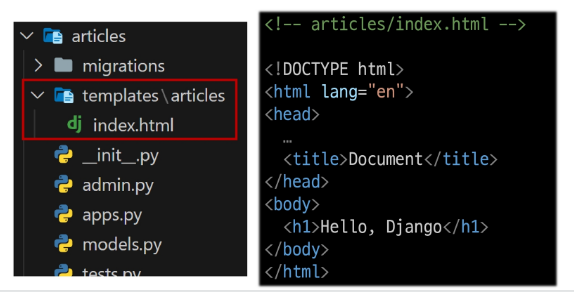 articles
migrations
templates\articles
index.html
__init__.py
admin.py
apps.py
models.py
tests.py
<!-- articles/index.html -->
<!DOCTYPE html>
<html lang="en">
<head>
…
<title>Document</title>
</head>
<body>
<h1>Hello, Django</h1>
</body>
</html>